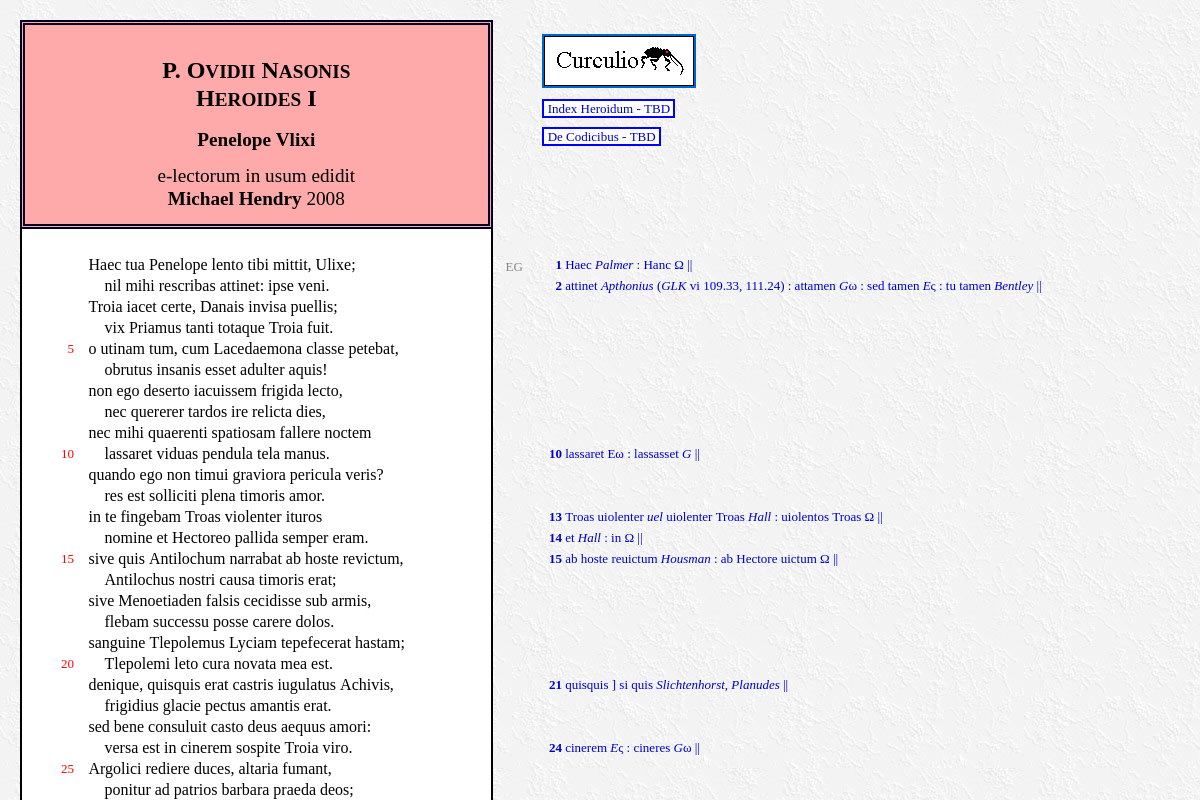 P. OVIDII NASONIS
HEROIDES I
Penelope Vlixi
e-lectorum in usum edidit
Michael Hendry 2008
Curculio
Index Heroidum - TBD
De Codicibus - TBD
Haec tua Penelope lento tibi mittit, Ulixe;
nil mihi rescribas attinet: ipse veni.
Troia iacet certe, Danais invisa puellis;
vix Priamus tanti totaque Troia fuit.
5 o utinam tum, cum Lacedaemona classe petebat,
obrutus insanis esset adulter aquis!
non ego deserto iacuissem frigida lecto,
nec quererer tardos ire relicta dies,
nec mihi quaerenti spatiosam fallere noctem
10 lassaret viduas pendula tela manus.
quando ego non timui graviora pericula veris?
res est solliciti plena timoris amor.
in te fingebam Troas violenter ituros
nomine et Hectoreo pallida semper eram.
15 sive quis Antilochum narrabat ab hoste revictum,
Antilochus nostri causa timoris erat;
sive Menoetiaden falsis cecidisse sub armis,
flebam successu posse carere dolos.
sanguine Tlepolemus Lyciam tepefecerat hastam;
20 Tlepolemi leto cura novata mea est.
denique, quisquis erat castris iugulatus Achivis,
frigidius glacie pectus amantis erat.
sed bene consuluit casto deus aequus amori:
versa est in cinerem sospite Troia viro.
25 Argolici rediere duces, altaria fumant,
ponitur ad patrios barbara praeda deos;
EG
1 Haec Palmer : Hanc Ω ||
2 attinet Apthonius (GLK vi 109.33, 111.24) : attamen Gω : sed tamen Eς : tu tamen Bentley ||
10 lassaret Eω : lassasset G ||
13 Troas uiolenter uel uiolenter Troas Hall : uiolentos Troas Ω ||
14 et Hall : in Ω ||
15 ab hoste reuictum Housman : ab Hectore uictum Ω ||
21 quisquis ] si quis Slichtenhorst, Planudes ||
24 cinerem Eς : cineres Gω ||